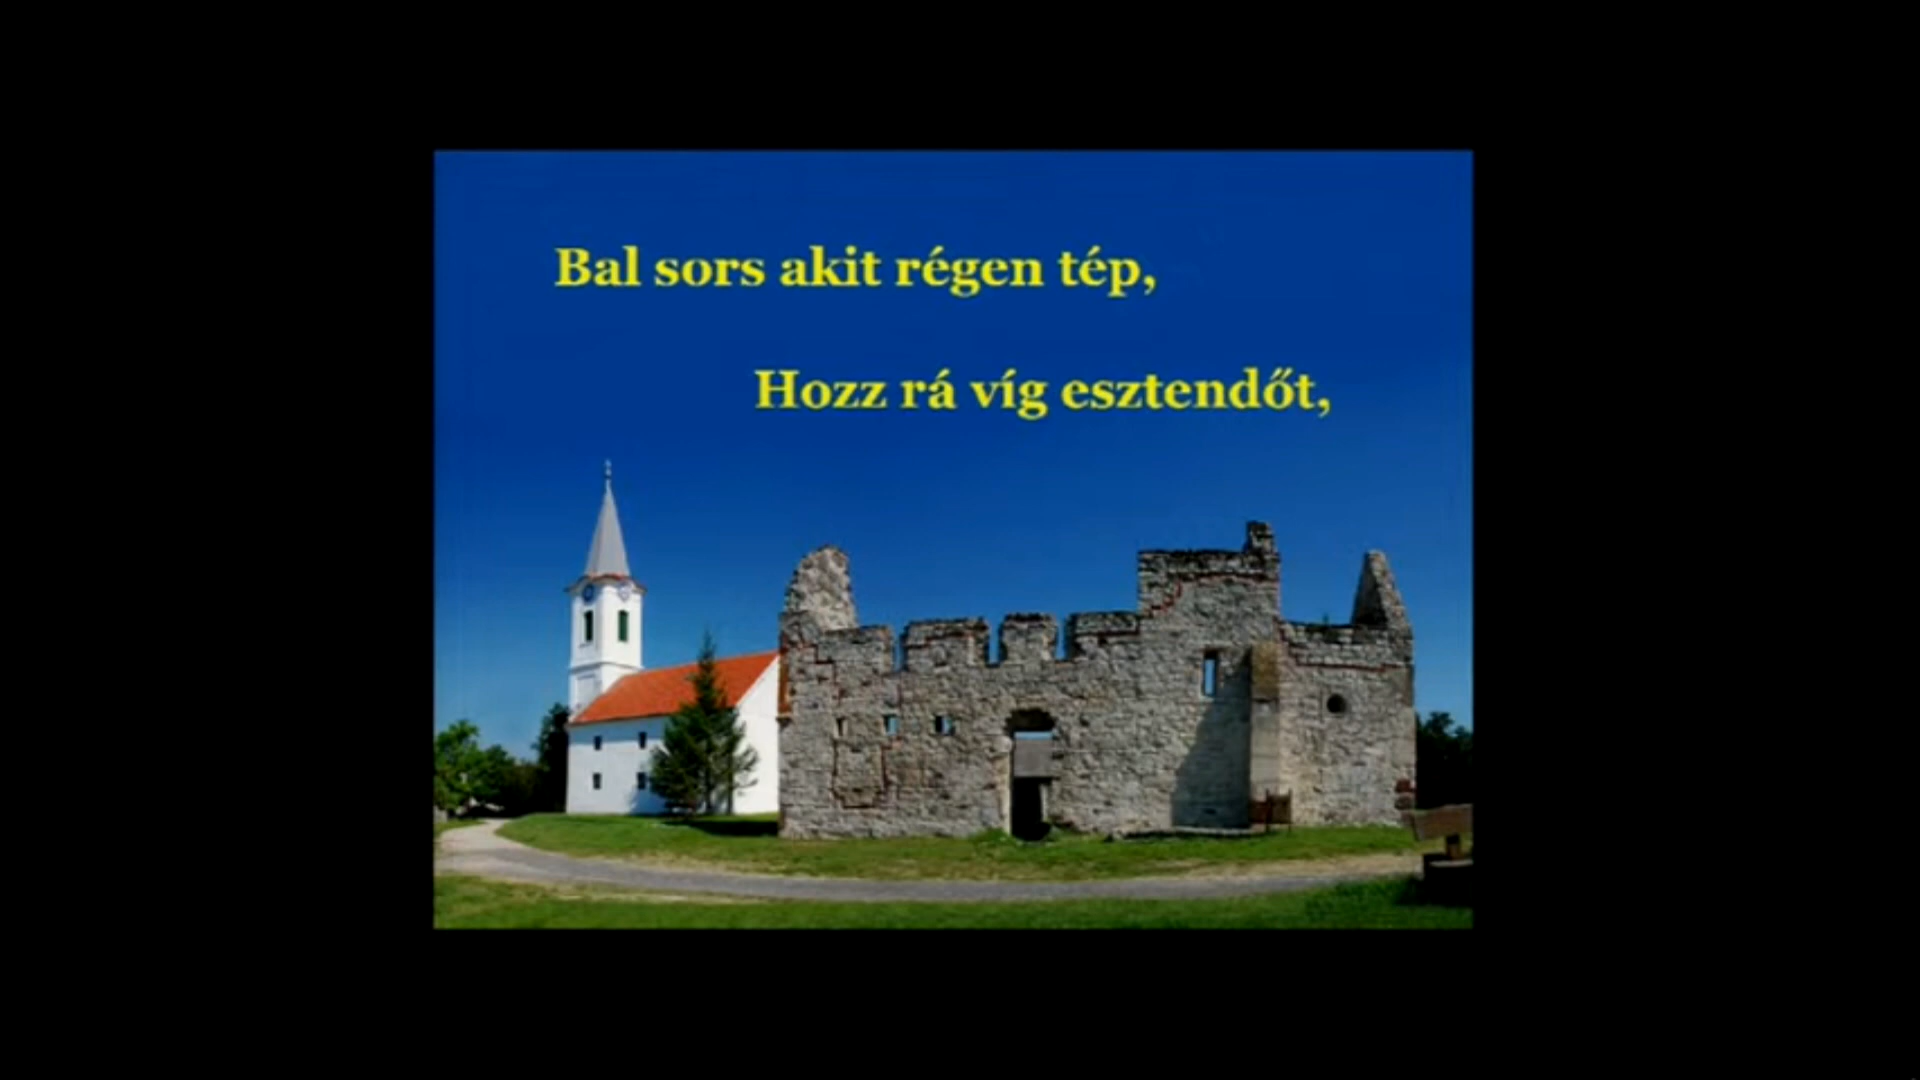 Bal sors akit régen tép,
Hozz rá víg esztendőt,